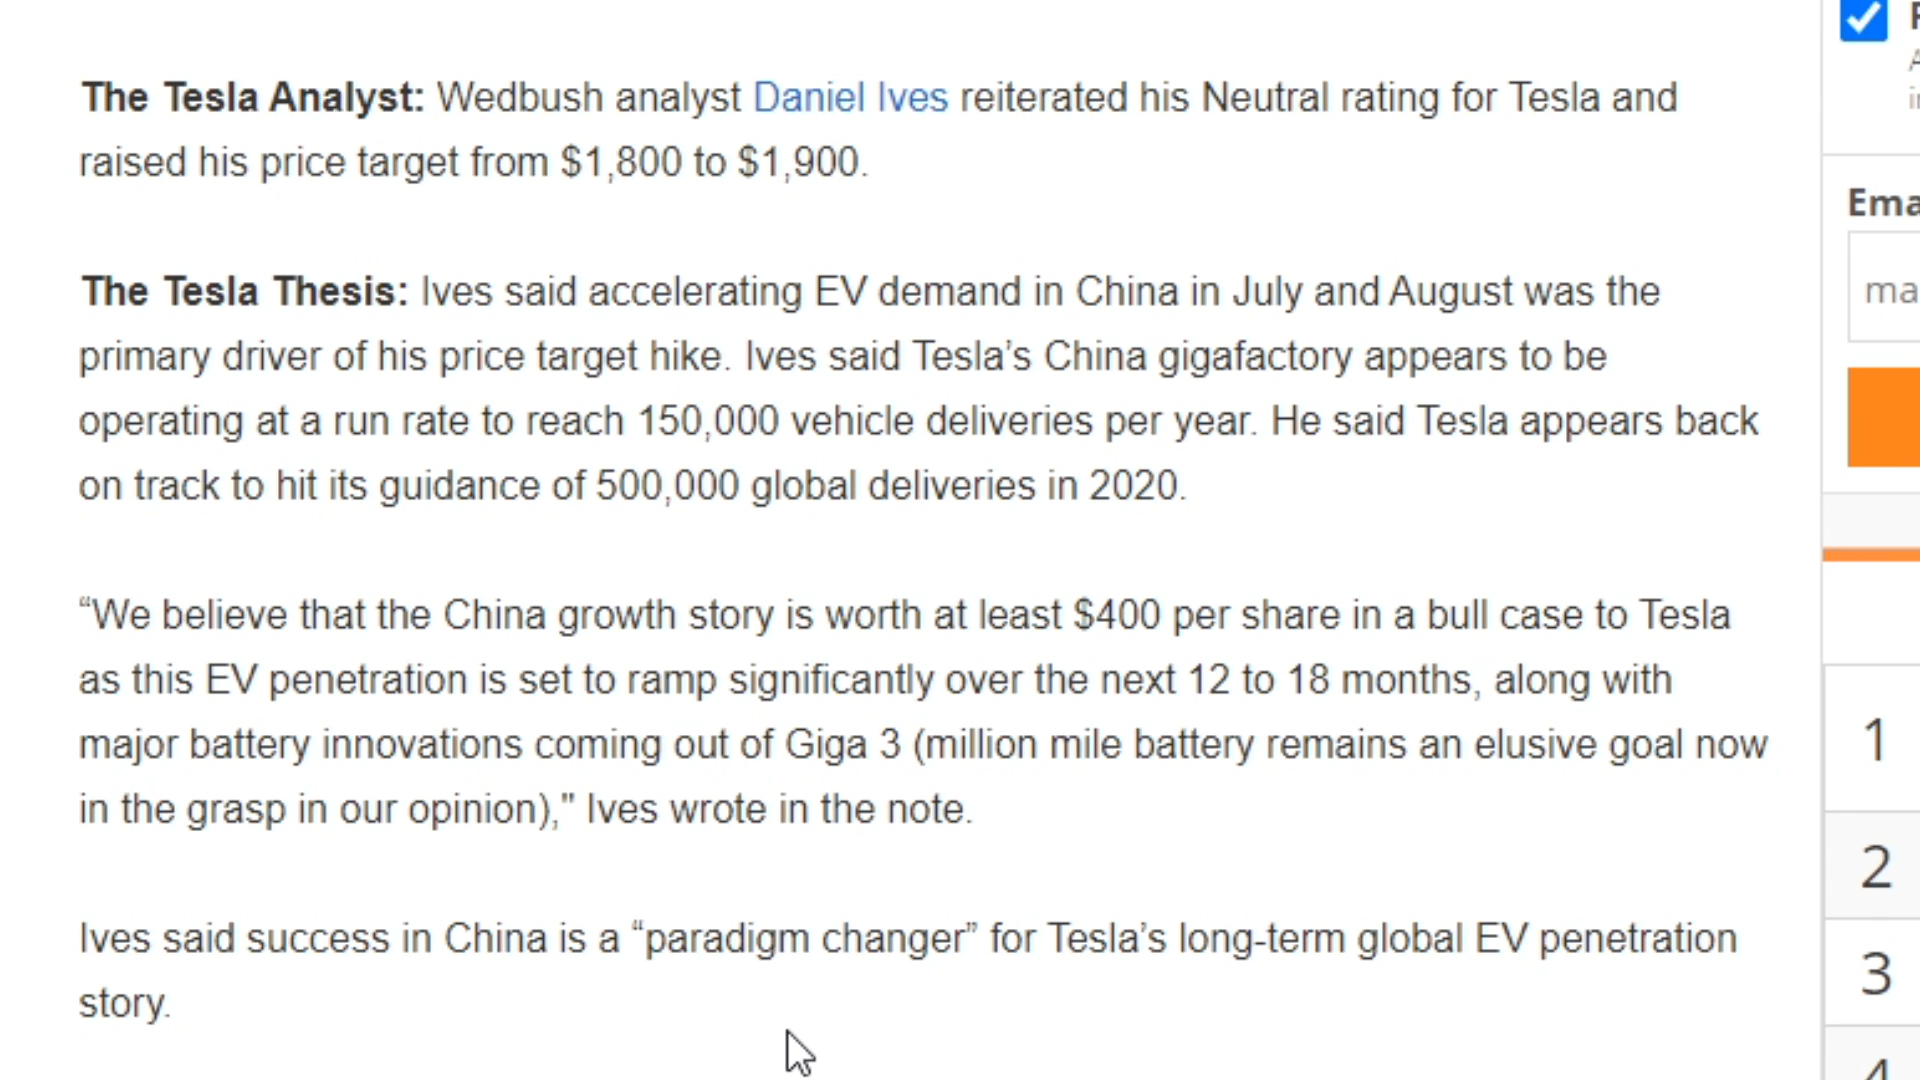 The Tesla Analyst: Wedbush analyst Daniel Ives reiterated his Neutral rating for Tesla and
raised his price target from $1,800 to $1,900.
The Tesla Thesis: Ives said accelerating EV demand in China in July and August was the
primary driver of his price target hike. Ives said Tesla’s China gigafactory appears to be
operating at a run rate to reach 150,000 vehicle deliveries per year. He said Tesla appears back
on track to hit its guidance of 500,000 global deliveries in 2020.
“We believe that the China growth story is worth at least $400 per share in a bull case to Tesla
as this EV penetration is set to ramp significantly over the next 12 to 18 months, along with
major battery innovations coming out of Giga 3 (million mile battery remains an elusive goal now
in the grasp in our opinion)," Ives wrote in the note.
Ives said success in China is a “paradigm changer” for Tesla’s long-term global EV penetration
story.
Ema
ma
1
2
3
4